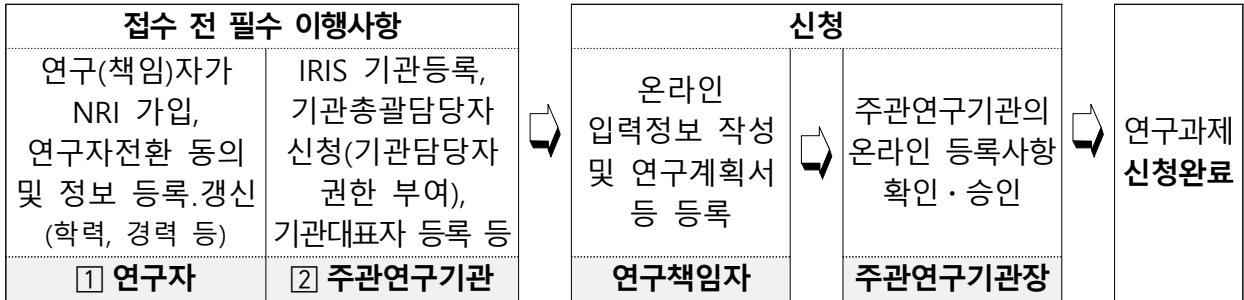 접수 전 필수 이행사항
연구(책임)자가
NRI 가입,
연구자전환 동의
및 정보 등록.갱신
(학력, 경력 등)
1 연구자
IRIS 기관등록,
기관총괄담당자
신청(기관담당자
권한 부여),
기관대표자 등록 등
2 주관연구기관
신청
온라인
입력정보 작성
및 연구계획서
등 등록
연구책임자
주관연구기관의
온라인 등록사항
확인・승인
주관연구기관장
연구과제
신청완료